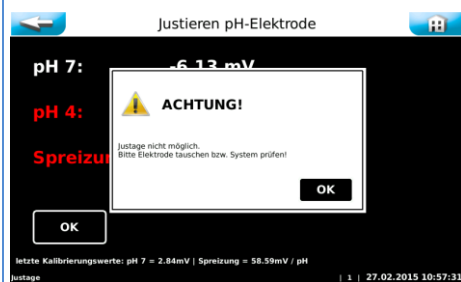 Justieren pH-Elektrode
pH 7: -6.13 mV
ACHTUNG!
pH 4:
Justage nicht möglich.
Bitte Elektrode tauschen bzw. System prüfen!
Spreizu
OK
OK
letzte Kalibrierungswerte: pH 7 = 2.84mV | Spreizung = 58.59mV / pH
Justage | 1 | 27.02.2015 10:57:31